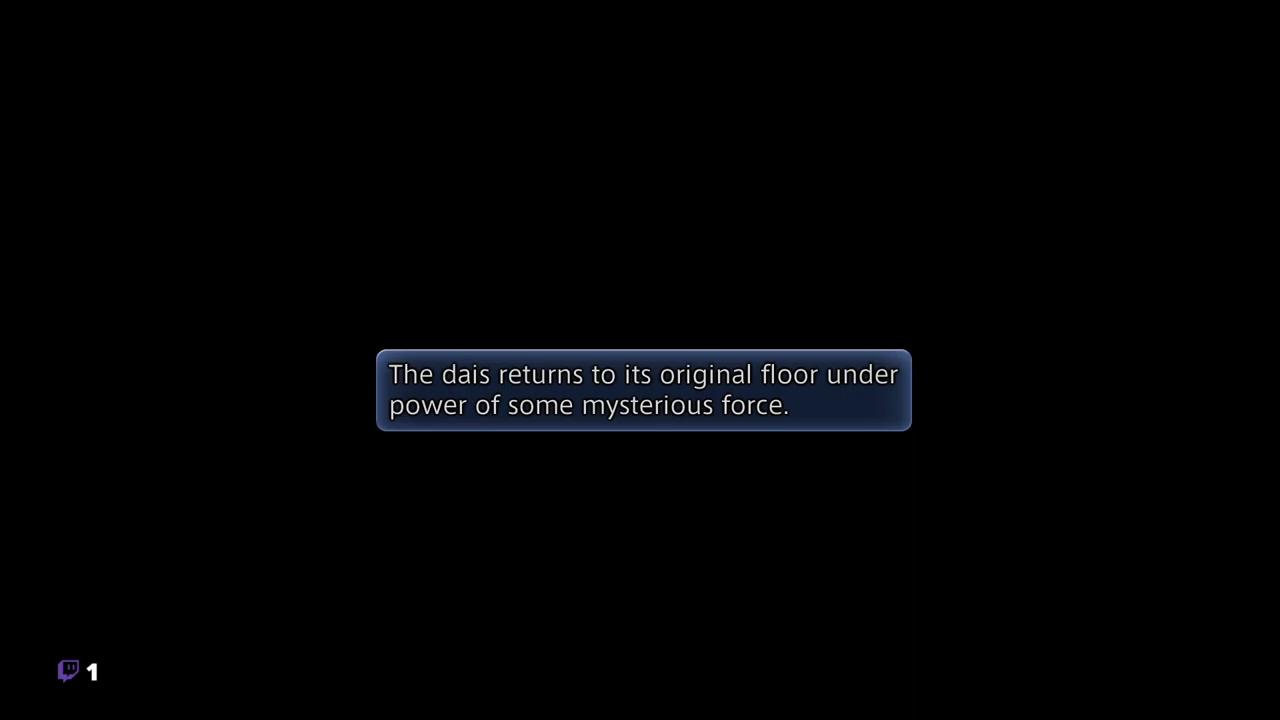 The dais returns to its original floor under
power of some mysterious force.
1